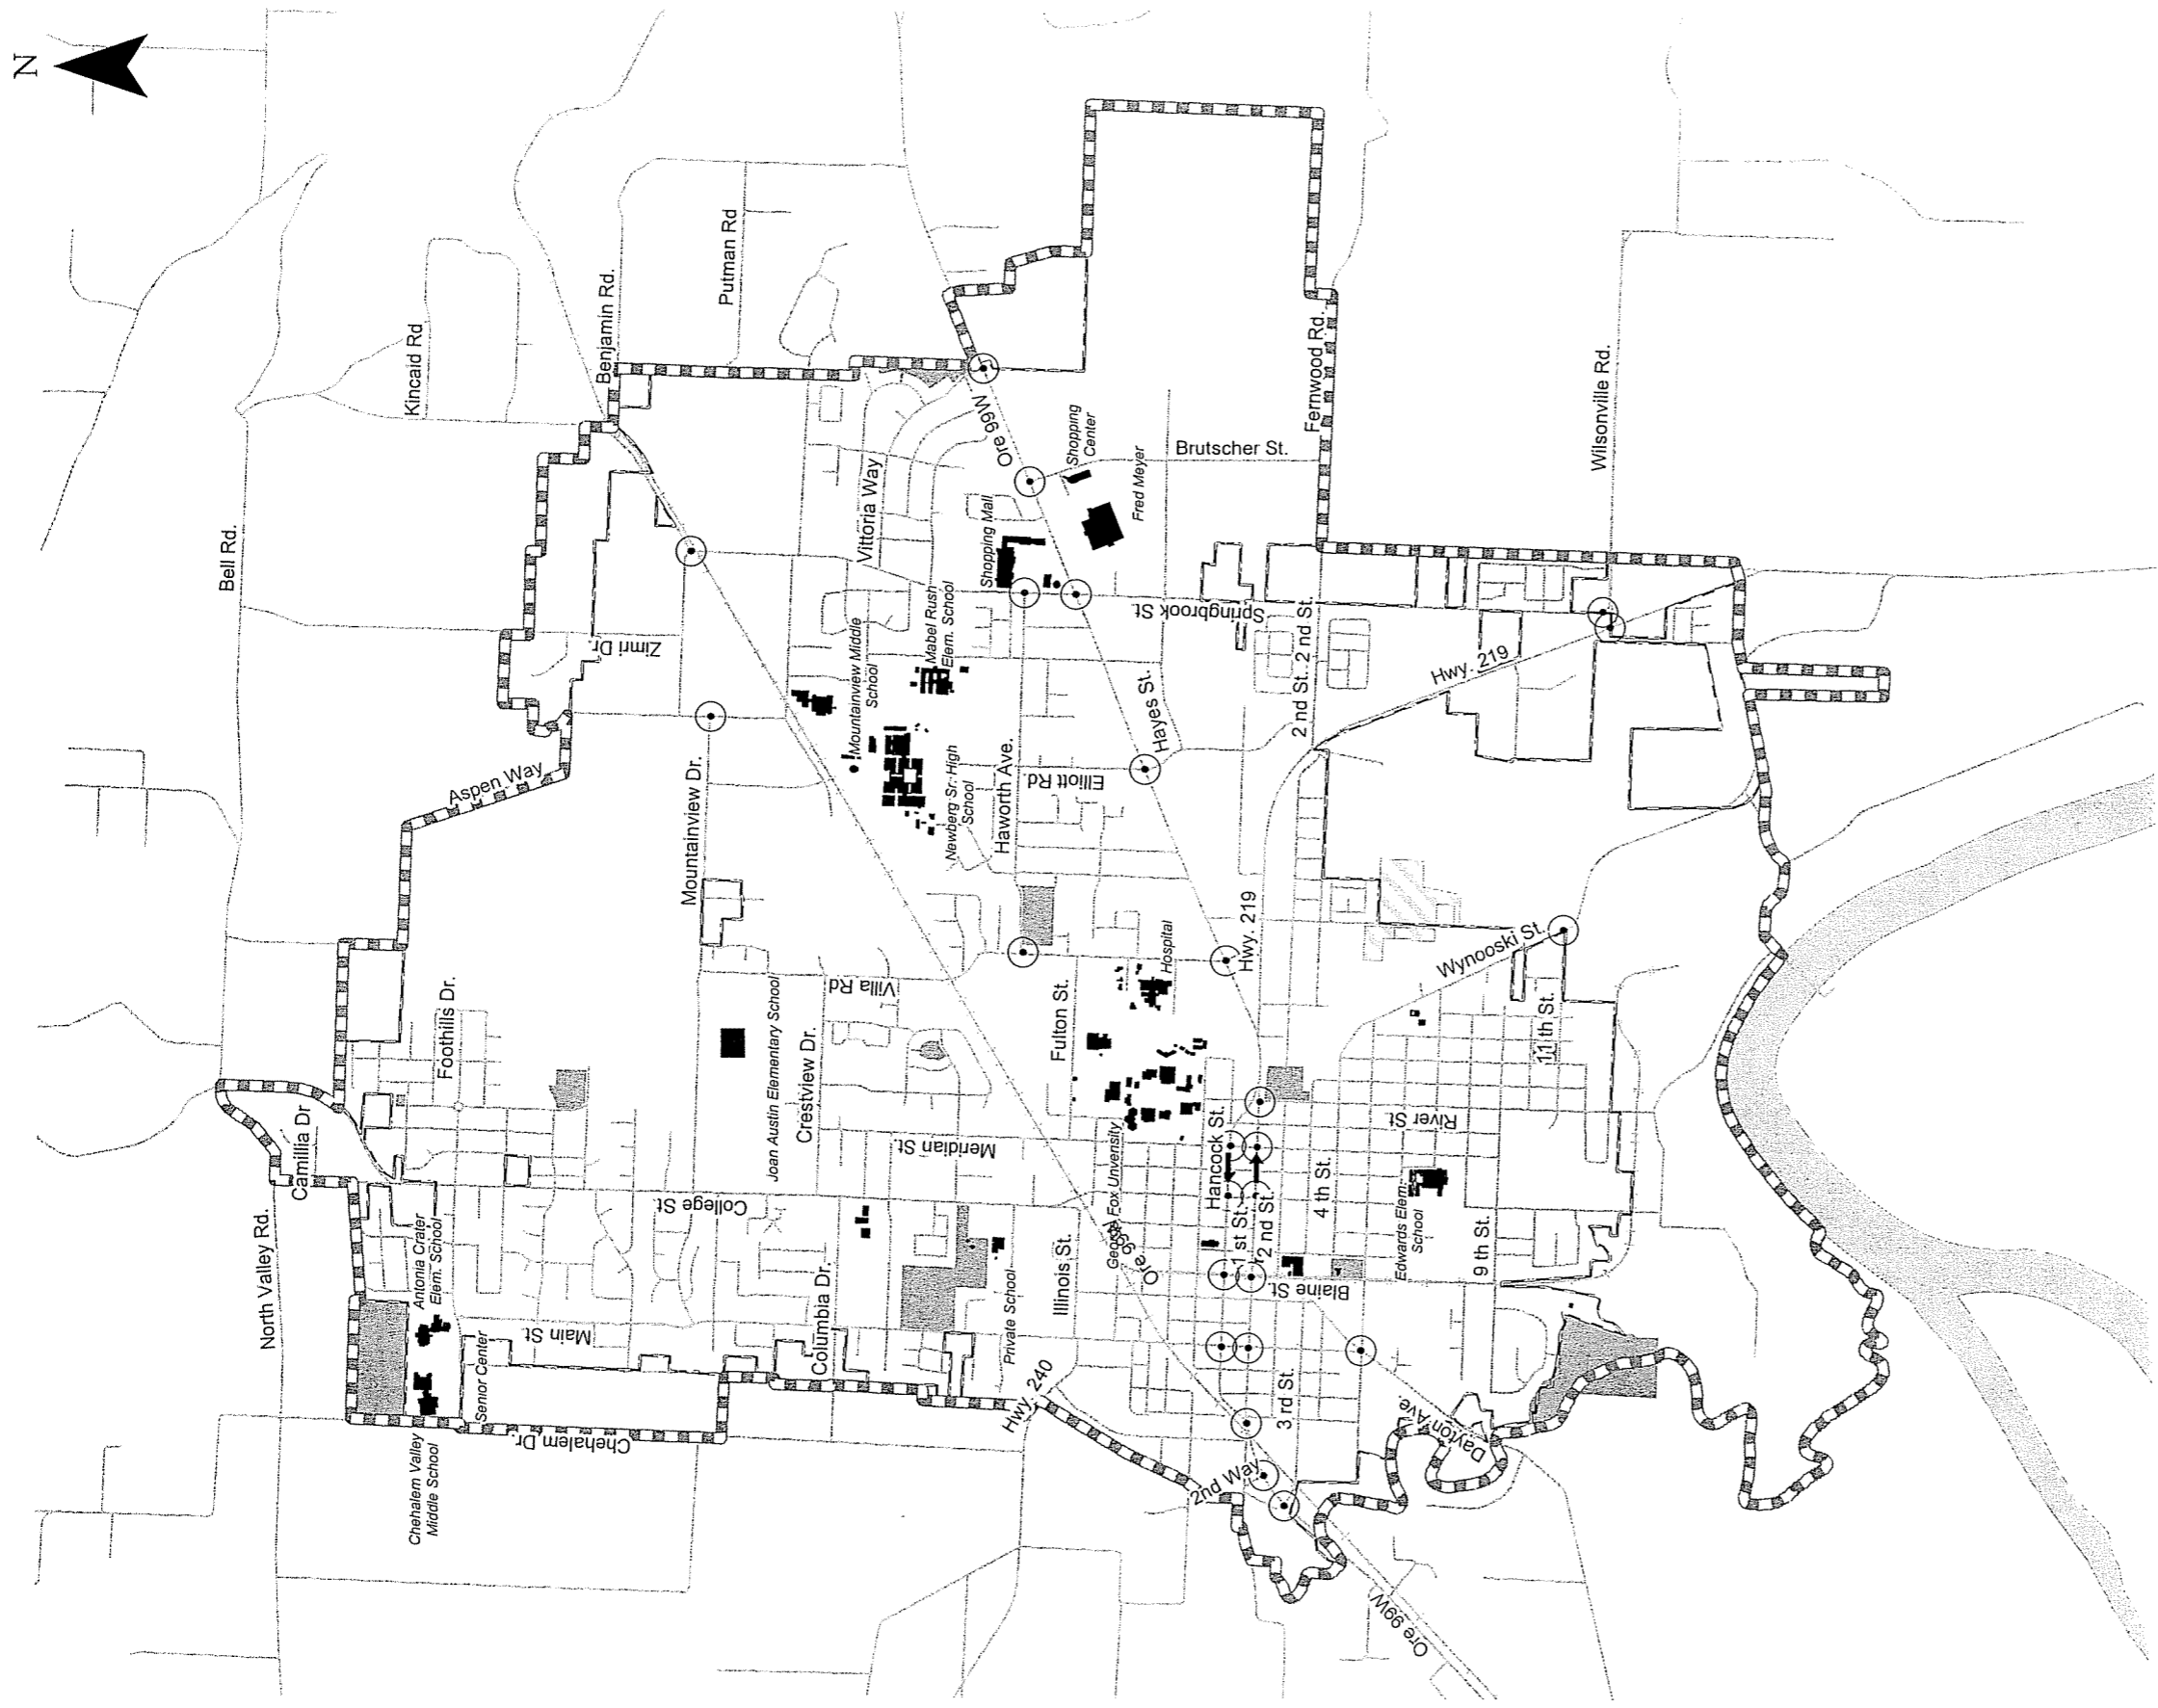 N
Bell Rd.
Kincaid Rd
Benjamin Rd.
Putman Rd
North Valley Rd.
Camilia Dr
Aspen Way
Zimri Dr.
Foothills Dr.
Mountainview Dr.
Vittoria Way
Ore 99W
Shopping
Center
Fred Meyer
Brutscher St.
Fernwood Rd.
Wilsonville Rd.
Shopping Mall
Mabel Rush
Elem. School
Mountainview Middle
School
Springbrook St.
2nd St.
2 nd St.
Hwy. 219
Newberg Sr. High
School
Haworth Ave.
Elliott Rd.
Hayes St.
Hwy. 219
Wynooski St.
Hospital
Villa Rd
Joan Austin Elementary School
Crestview Dr.
Fulton St.
11 th St.
River St.
Meridian St.
College St.
George Fox Unversity
Hancock St.
1 st St.
2 nd St.
4 th St.
Edwards Elem.
School
9 th St.
Antonia Crater
Elem. School
Senior Center
Main St.
Columbia Dr.
Private School
Illinois St.
Ore 99W
Blaine St.
3 rd St.
Chehalem Valley
Middle School
Chehalem Dr.
Hwy. 240
2nd Way
Dayton Ave.
Ore 99W